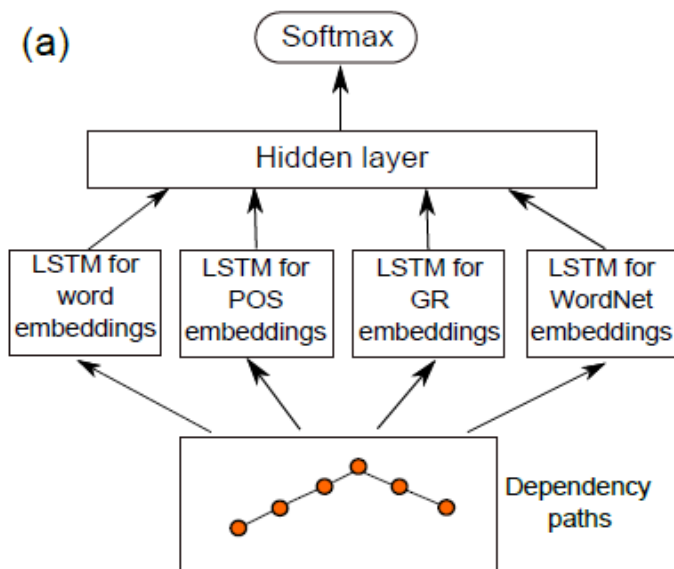 (a)
Softmax
Hidden layer
LSTM for
word
embeddings
LSTM for
POS
embeddings
LSTM for
GR
embeddings
LSTM for
WordNet
embeddings
Dependency
paths